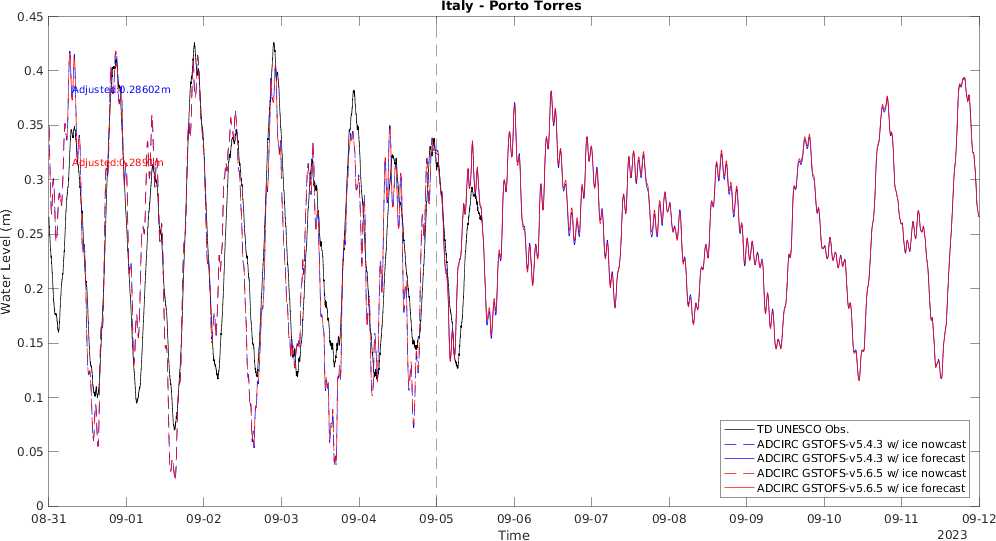 Italy - Porto Torres
Water Level (m)
0.45
0.4
0.35
0.3
0.25
0.2
0.15
0.1
0.05
0
Adjusted:0.28602m
08-31
09-01
09-02
09-03
09-04
09-05
09-06
09-07
09-08
09-09
09-10
09-11
09-12
Time
2023
TD UNESCO Obs.
ADCIRC GSTOFS-v5.4.3 w/ ice nowcast
ADCIRC GSTOFS-v5.4.3 w/ ice forecast
ADCIRC GSTOFS-v5.6.5 w/ ice nowcast
ADCIRC GSTOFS-v5.6.5 w/ ice forecast